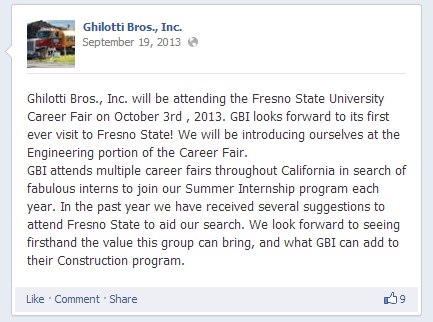 Ghilotti Bros., Inc.
September 19, 2013
Ghilotti Bros., Inc. will be attending the Fresno State University
Career Fair on October 3rd , 2013. GBI looks forward to its first
ever visit to Fresno State! We will be introducing ourselves at the
Engineering portion of the Career Fair.
GBI attends multiple career fairs throughout California in search of
fabulous interns to join our Summer Internship program each
year. In the past year we have received several suggestions to
attend Fresno State to aid our search. We look forward to seeing
firsthand the value this group can bring, and what GBI can add to
their Construction program.
Like · Comment · Share 9